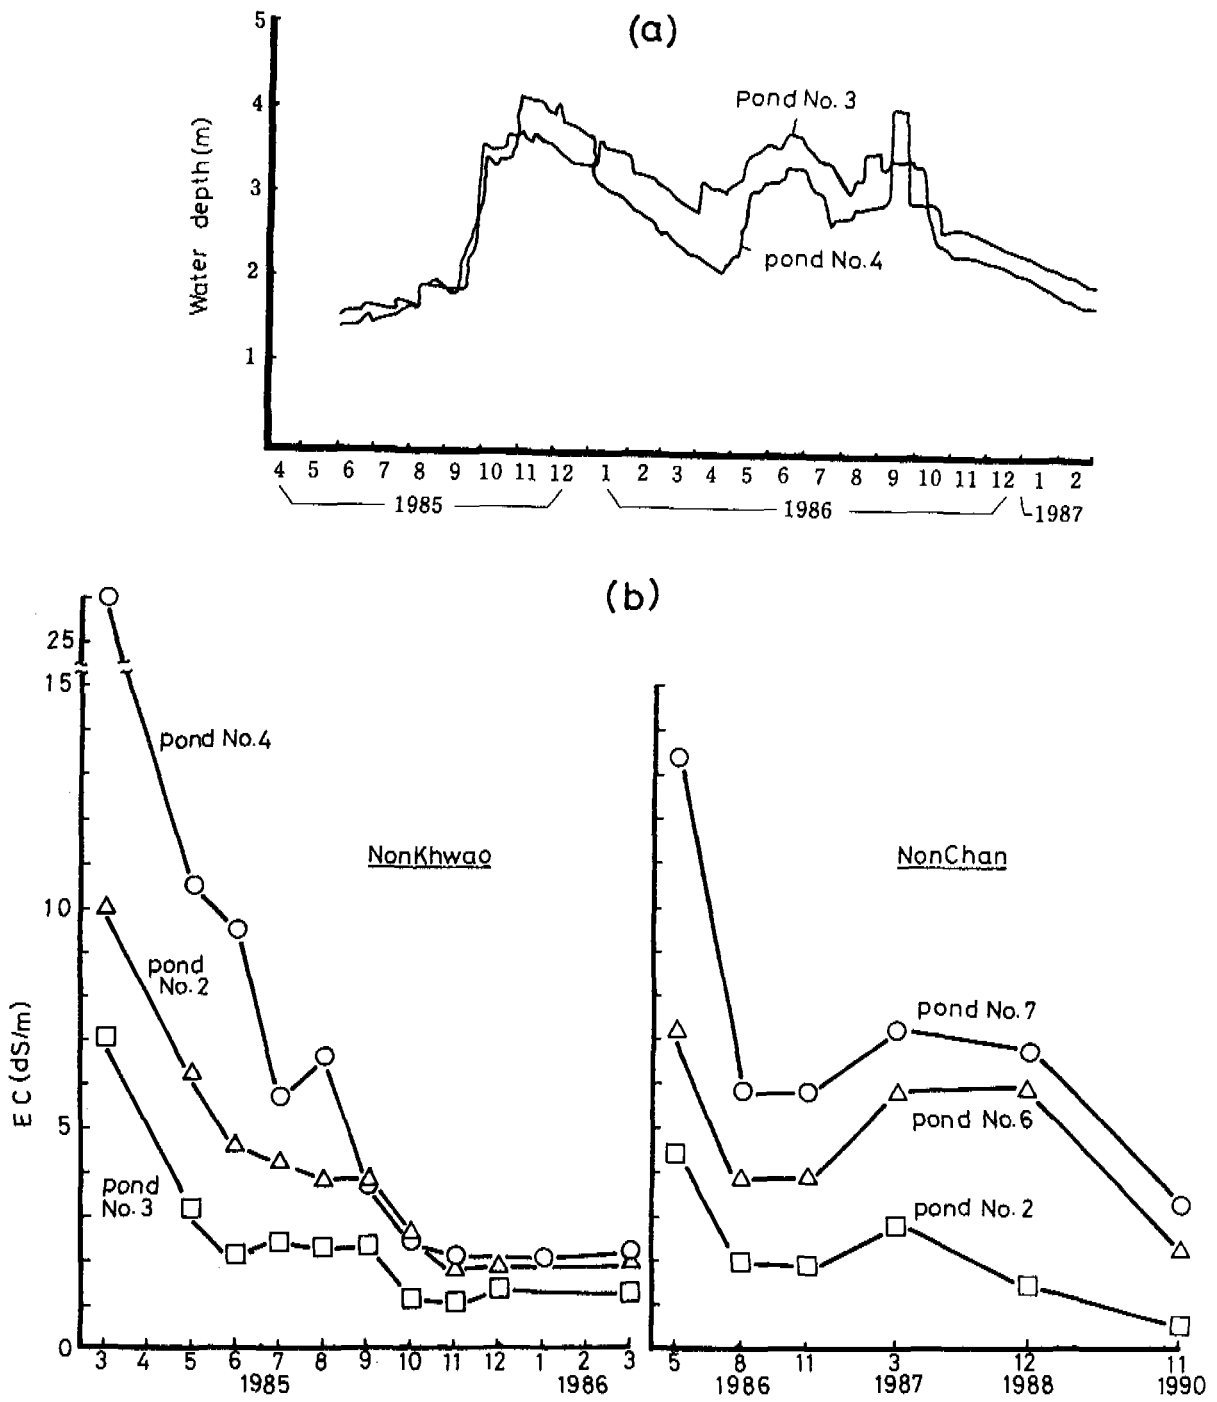 (a)
5
4
3
2
1
Water depth(m)
Pond No. 3
pond No.4
4 5 6 7 8 9 10 11 12 1 2 3 4 5 6 7 8 9 10 11 12 1 2
1985 1986 1987
(b)
25
15
10
5
0
EC(dS/m)
pond No.4
NonKhwao
pond
No.2
pond
No.3
3 4 5 6 7 8 9 10 11 12 1 2 3
1985 1986
NonChan
pond No.7
pond No.6
pond No.2
5 8 11 3 12 11
1986 1987 1988 1990